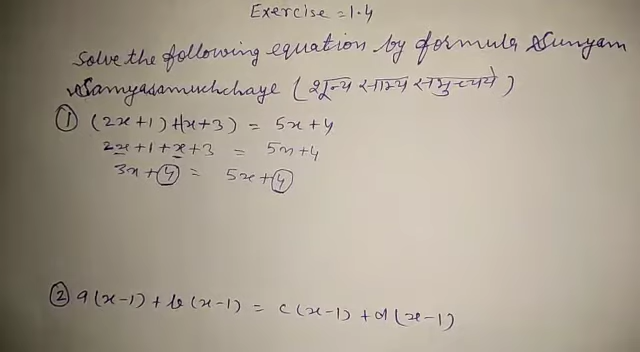 Exercise = 1.4
Solve the following equation by formula Sunyam
Samyasamuchchaye (शून्यं साम्य समुच्चये)
① (2x+1)+(x+3) = 5x+4
2x+1+x+3 = 5x+4
3x+4 = 5x+4
② a(x-1)+b(x-1) = c(x-1)+d(x-1)